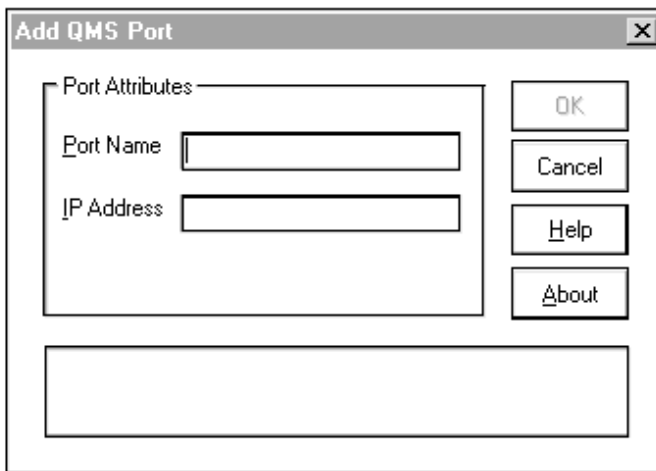 Add QMS Port
Port Attributes
Port Name
IP Address
OK
Cancel
Help
About